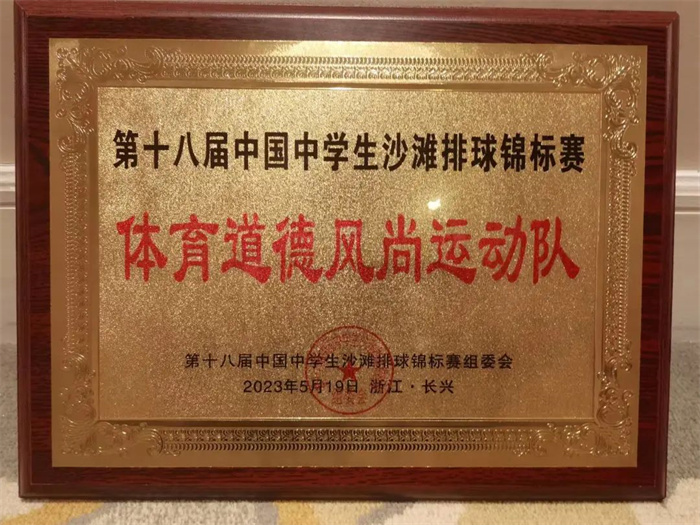 第十八届中国中学生沙滩排球锦标赛
体育道德风尚运动队
第十八届中国中学生沙滩排球锦标赛组委会
2023年5月19日 浙江·长兴